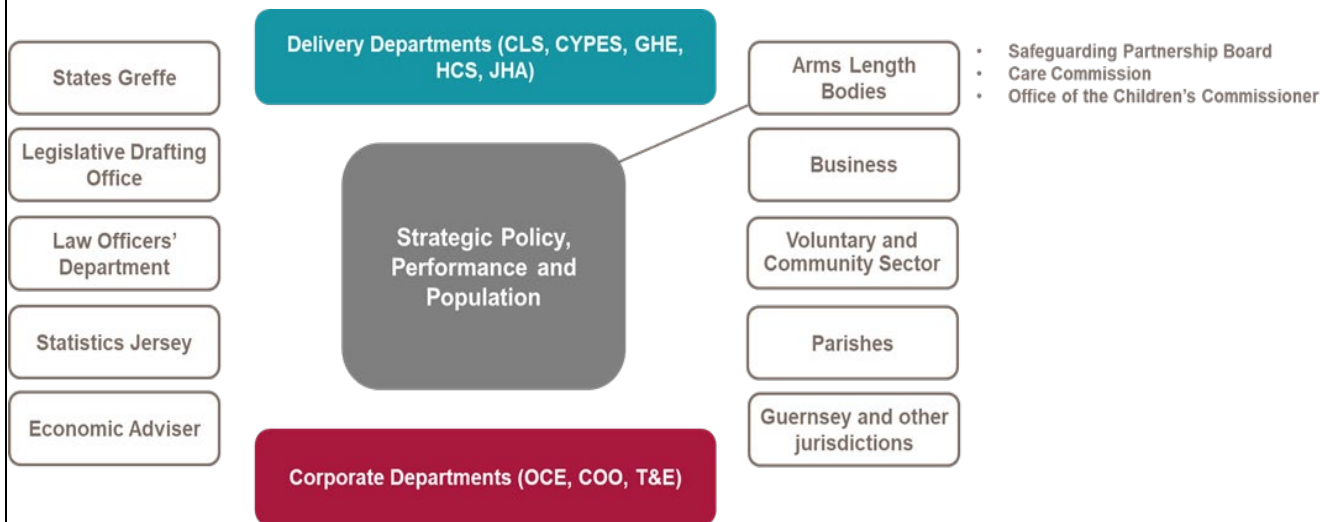 States Greffe
Legislative Drafting
Office
Law Officers'
Department
Statistics Jersey
Economic Adviser
Delivery Departments (CLS, CYPES, GHE,
HCS, JHA)
Strategic Policy,
Performance and
Population
Corporate Departments (OCE, COO, T&E)
Arms Length
Bodies
Business
Voluntary and
Community Sector
Parishes
Guernsey and other
jurisdictions
• Safeguarding Partnership Board
• Care Commission
• Office of the Children's Commissioner